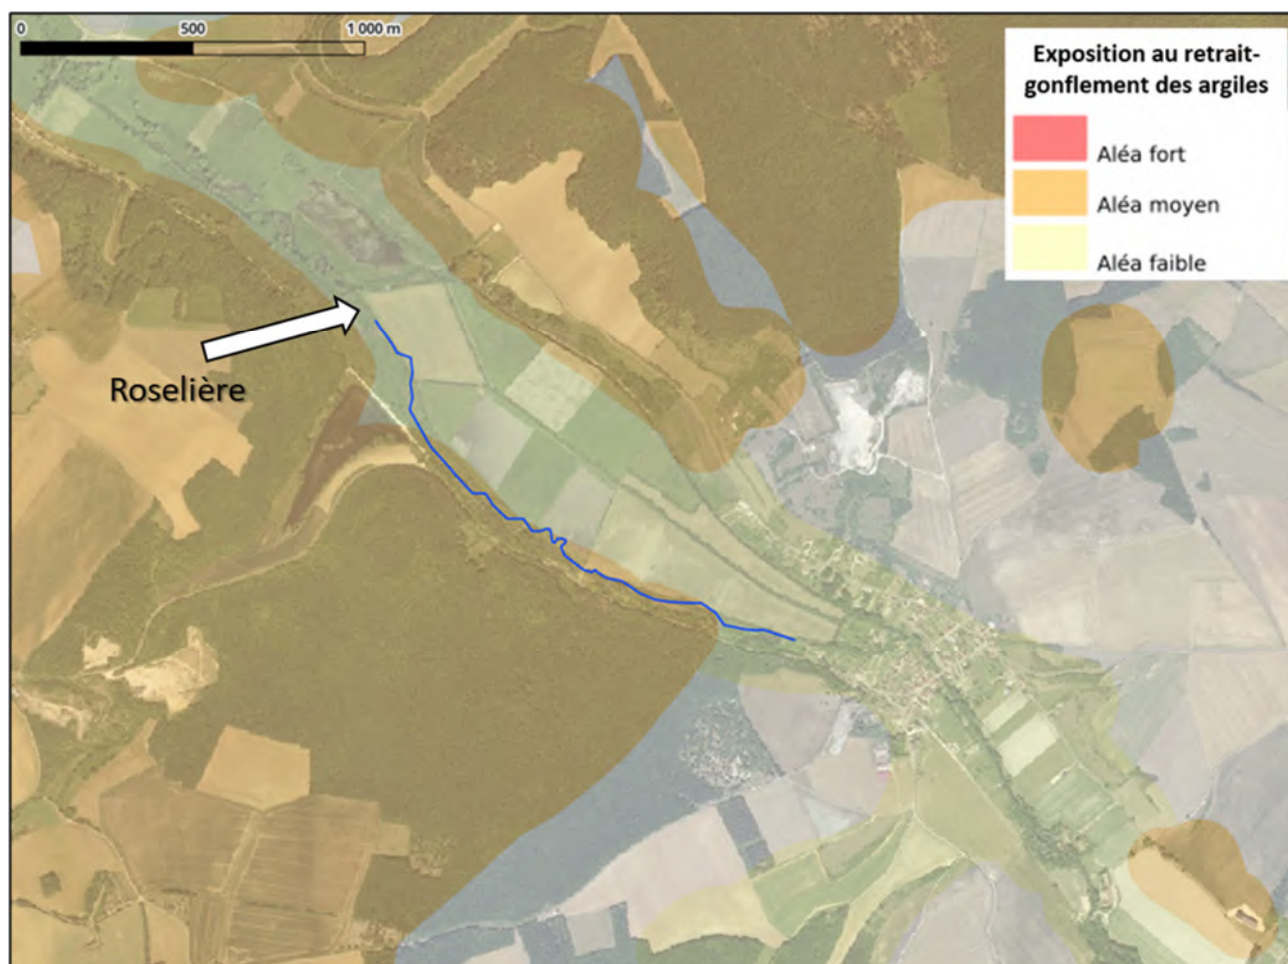 0 500 1 000 m
Exposition au retrait-
gonflement des argiles
Aléa fort
Aléa moyen
Aléa faible
Roselière